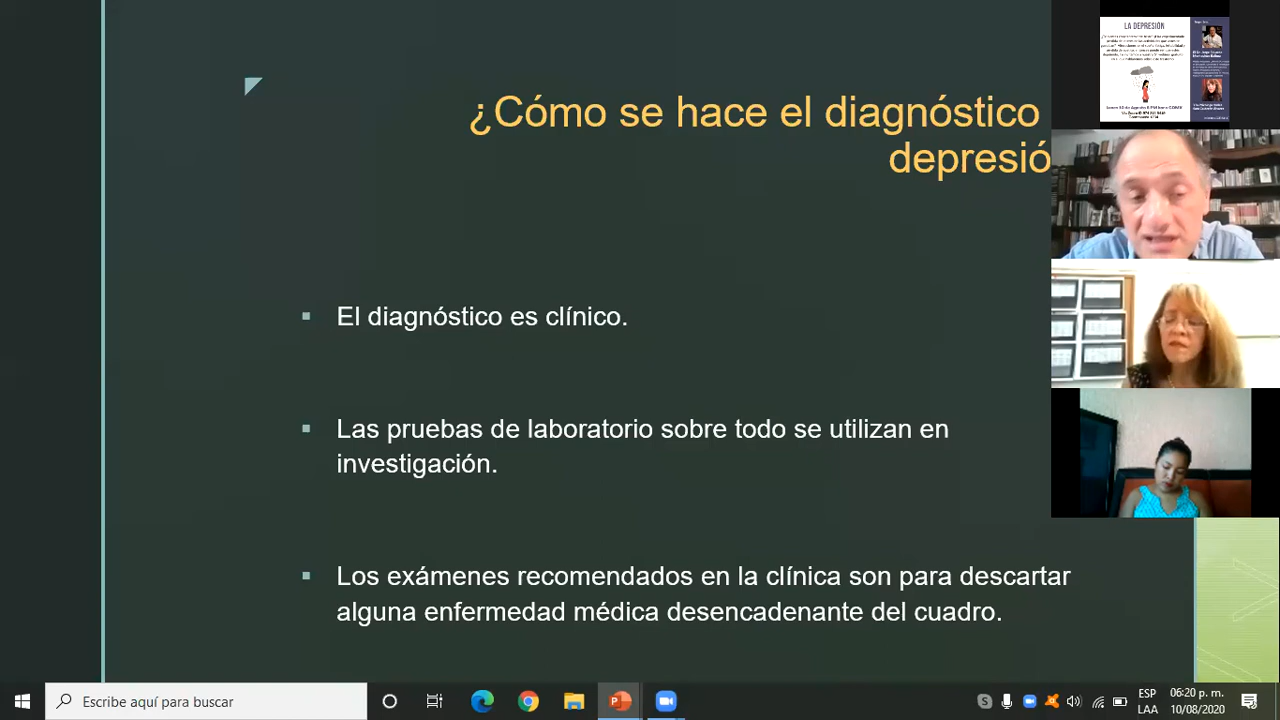 LA DEPRESIÓN
¿Cómo se hace el diagnóstico
depresió
El diagnóstico es clínico.
Las pruebas de laboratorio sobre todo se utilizan en
investigación.
Los exámenes recomendados en la clínica son para descartar
alguna enfermedad médica desencadenante del cuadro.
Escribe aquí para buscar
ESP
LAA
06:20 p. m.
10/08/2020